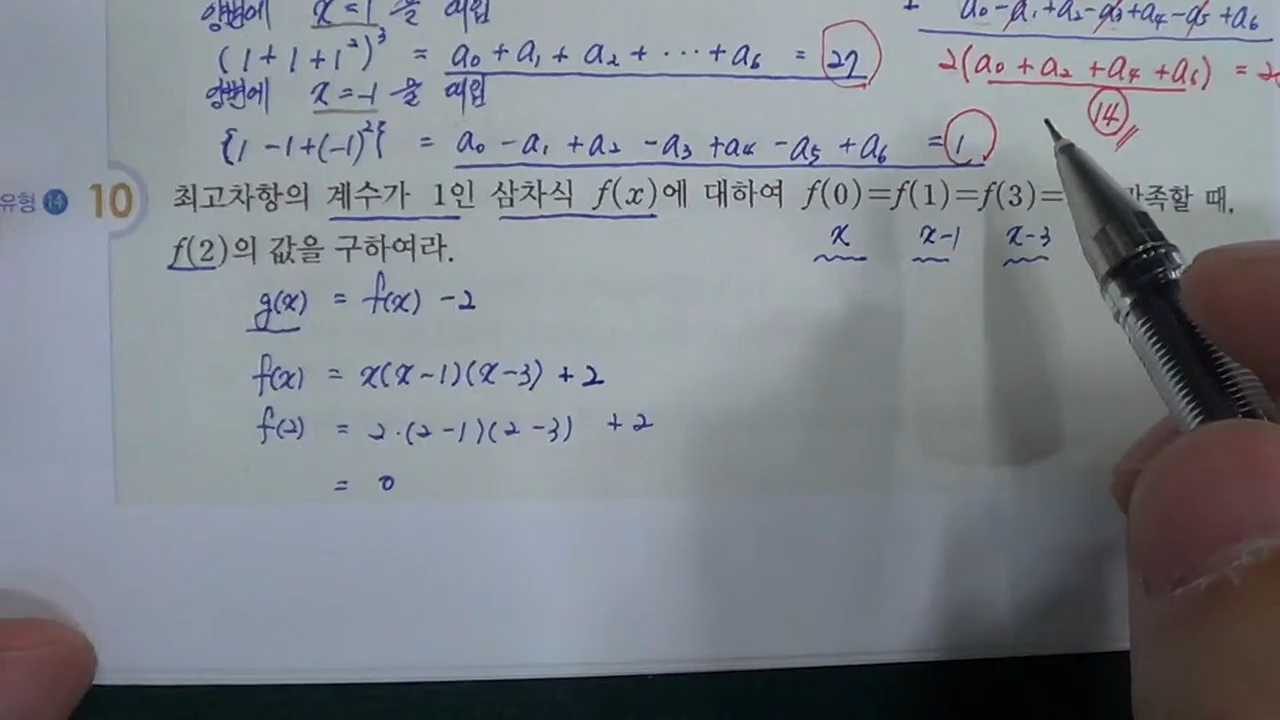 양변에 x=1 을 대입
a₀-a₁+a₂-a₃+a₄-a₅+a₆
(1+1+1²)³ = a₀+a₁+a₂+⋯+a₆ = 27
2(a₀+a₂+a₄+a₆) =
양변에 x=-1 을 대입
14
{1-1+(-1)²} = a₀-a₁+a₂-a₃+a₄-a₅+a₆ = 1
유형 14 10 최고차항의 계수가 1인 삼차식 f(x)에 대하여 f(0)=f(1)=f(3)= 만족할 때,
x x-1 x-3
f(2)의 값을 구하여라.
g(x) = f(x) -2
f(x) = x(x-1)(x-3)+2
f(2) = 2·(2-1)(2-3) +2
= 0